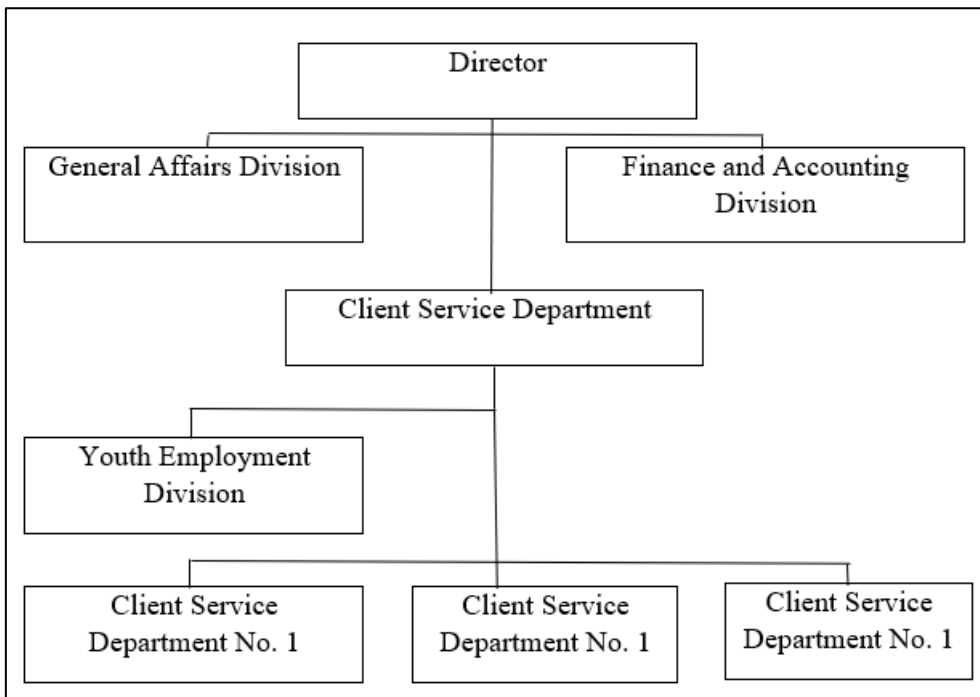 Director
General Affairs Division
Finance and Accounting
Division
Client Service Department
Youth Employment
Division
Client Service
Department No. 1
Client Service
Department No. 1
Client Service
Department No. 1